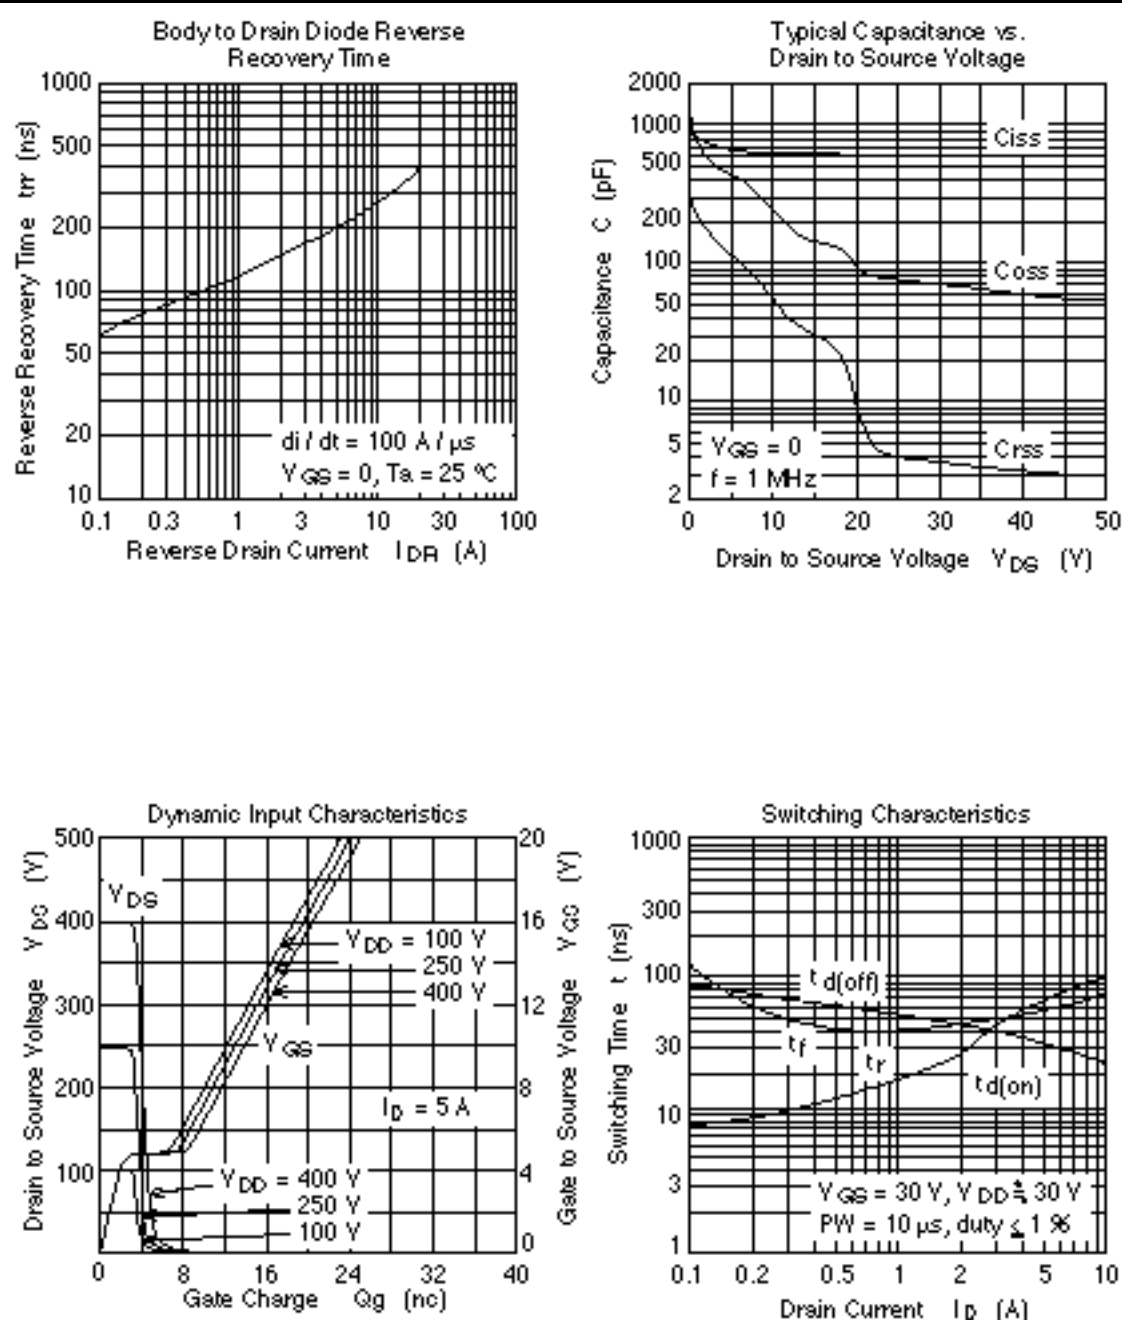 Body to Drain Diode Reverse
Recovery Time
1000
500
200
100
50
20
10
Reverse Recovery Time trr (ns)
di / dt = 100 A / µs
VGS = 0, Ta = 25 °C
0.1 0.3 1 3 10 30 100
Reverse Drain Current IDR (A)
Typical Capacitance vs.
Drain to Source Voltage
2000
1000
500
200
100
50
20
10
5
2
Capacitance C (pF)
Ciss
Coss
Crss
VGS = 0
f = 1 MHz
0 10 20 30 40 50
Drain to Source Voltage VDS (V)
Dynamic Input Characteristics
500
400
300
200
100
Drain to Source Voltage VDS (V)
20
16
12
8
4
0
Gate to Source Voltage VGS (V)
VDS
VDD = 100 V
250 V
400 V
VGS
ID = 5 A
VDD = 400 V
250 V
100 V
0 8 16 24 32 40
Gate Charge Qg (nc)
Switching Characteristics
1000
300
100
30
10
3
1
Switching Time t (ns)
td(off)
tf
tr
td(on)
VGS = 30 V, VDD ≒ 30 V
PW = 10 µs, duty ≤ 1 %
0.1 0.2 0.5 1 2 5 10
Drain Current ID (A)